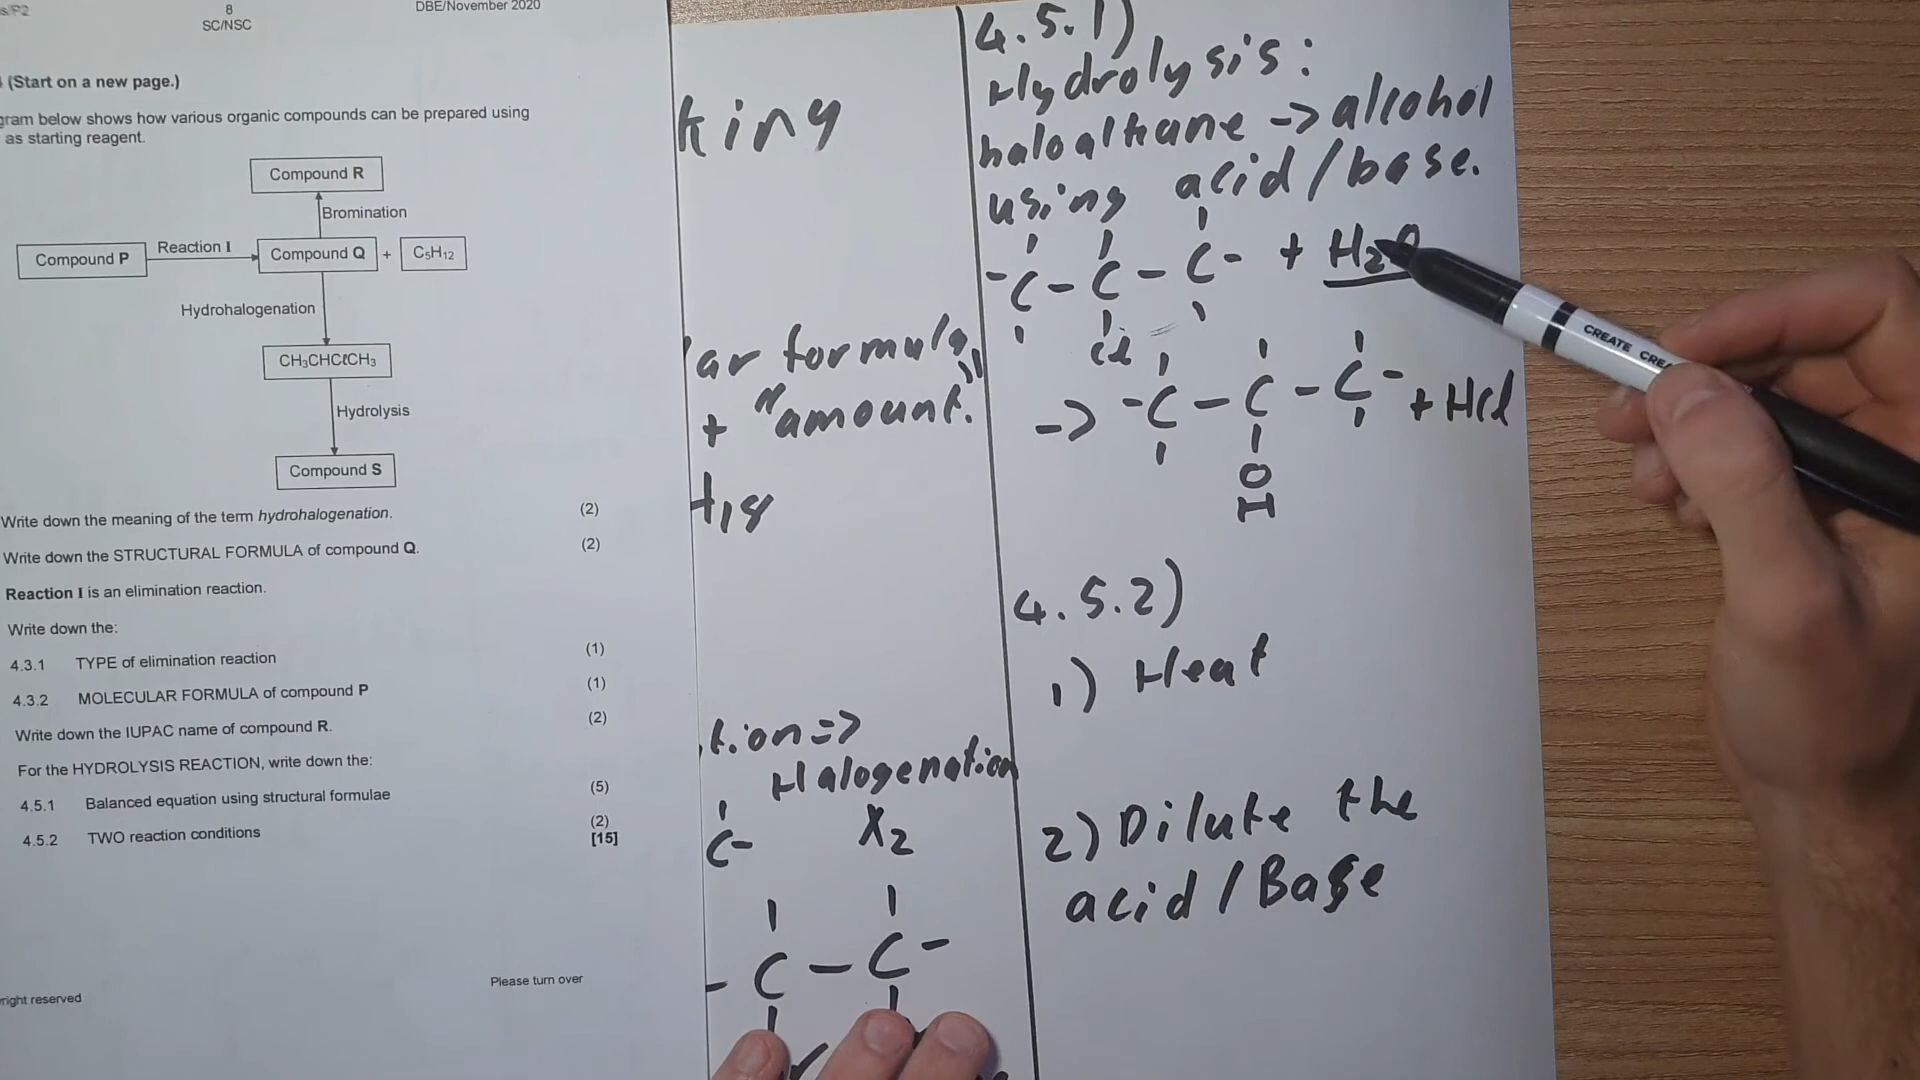 s/P2
8
SC/NSC
DBE/November 2020
(Start on a new page.)
gram below shows how various organic compounds can be prepared using
as starting reagent.
Compound R
Bromination
Compound P
Reaction I
Compound Q
+
C₅H₁₂
Hydrohalogenation
CH₃CHCℓCH₃
Hydrolysis
Compound S
Write down the meaning of the term hydrohalogenation.
(2)
Write down the STRUCTURAL FORMULA of compound Q.
(2)
Reaction I is an elimination reaction.
Write down the:
4.3.1 TYPE of elimination reaction
(1)
4.3.2 MOLECULAR FORMULA of compound P
(1)
Write down the IUPAC name of compound R.
(2)
For the HYDROLYSIS REACTION, write down the:
4.5.1 Balanced equation using structural formulae
(5)
4.5.2 TWO reaction conditions
(2)
[15]
Please turn over
right reserved
king
ar formula
+ "amount."
H18
tion =>
Halogenation
C-
X2
- C - C -
4.5.1)
Hydrolysis:
haloalkane -> alcohol
using acid/base.
- C - C - C - + H2O
cl
-> - C - C - C - + Hcl
O
H
4.5.2)
1) Heat
2) Dilute the
acid/Base
CREATE CREA